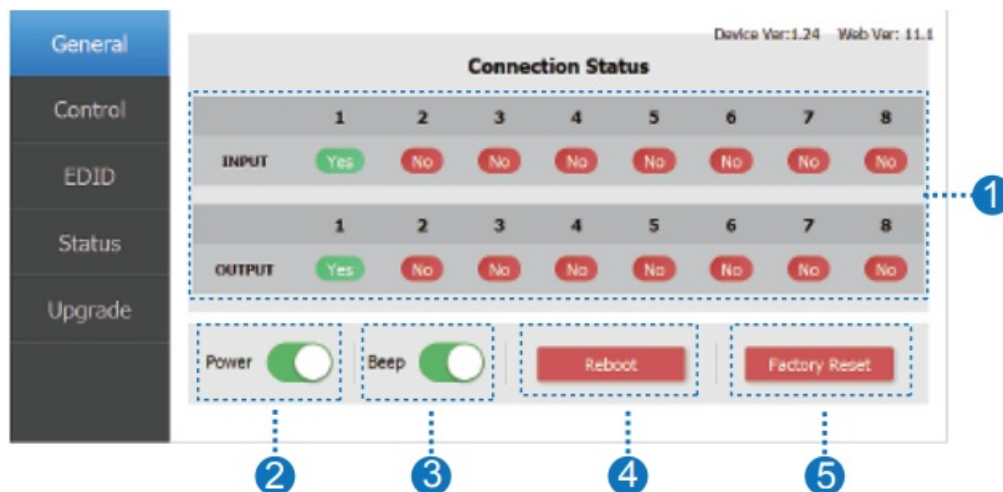 General
Control
EDID
Status
Upgrade
Device Ver:1.24 Web Ver: 11.1
Connection Status
1 2 3 4 5 6 7 8
INPUT Yes No No No No No No No
1 2 3 4 5 6 7 8
OUTPUT Yes No No No No No No No
1
Power Beep Reboot Factory Reset
2 3 4 5